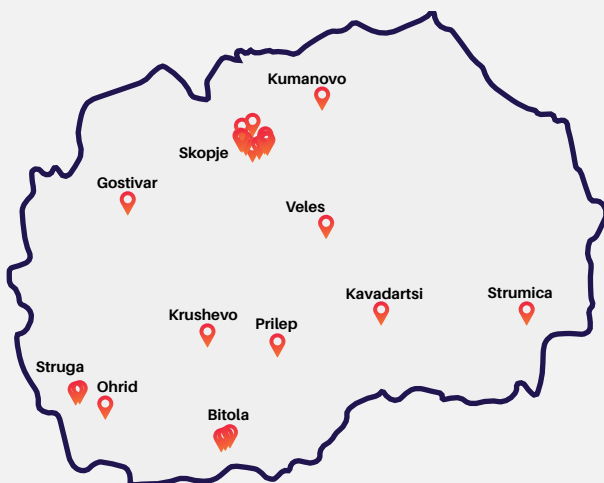 Kumanovo
Skopje
Gostivar
Veles
Kavadartsi
Strumica
Krushevo
Prilep
Struga
Ohrid
Bitola